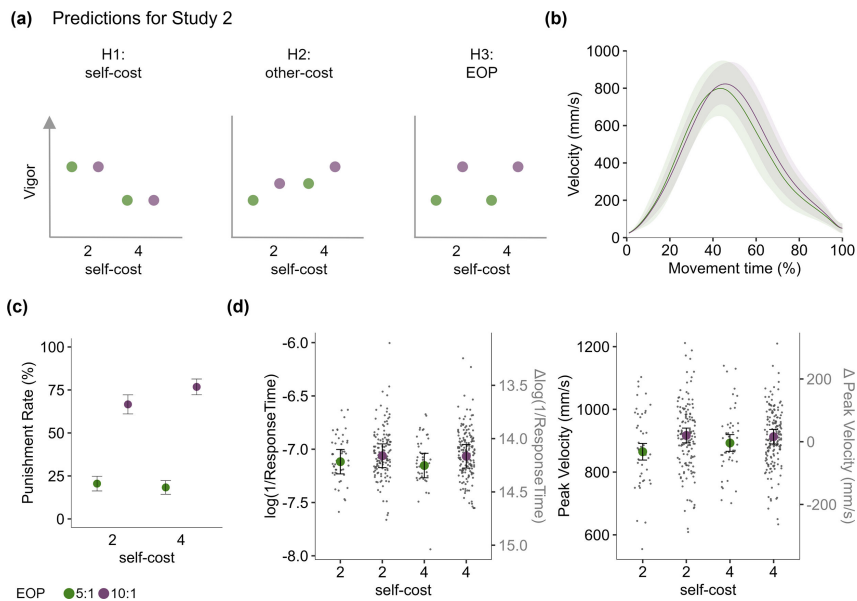 (a) Predictions for Study 2
H1:
self-cost
H2:
other-cost
H3:
EOP
Vigor
2 4
self-cost
2 4
self-cost
2 4
self-cost
(b)
Velocity (mm/s)
1000
800
600
400
200
0
0 20 40 60 80 100
Movement time (%)
(c)
Punishment Rate (%)
100
75
50
25
0
2 4
self-cost
EOP 5:1 10:1
(d)
log(1/ResponseTime)
-6.0
-6.5
-7.0
-7.5
-8.0
Δlog(1/ResponseTime)
13.5
14.0
14.5
15.0
2 2 4 4
self-cost
Peak Velocity (mm/s)
1200
1000
800
600
Δ Peak Velocity (mm/s)
200
0
-200
2 2 4 4
self-cost